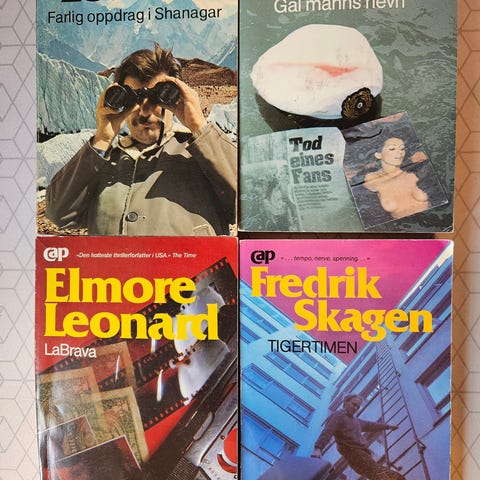 Farlig oppdrag i Shanagar
Gal manns hevn
Tod
eines
Fans
cap
«Den hotteste thrillerforfatter i USA.» The Time
Elmore
Leonard
LaBrava
cap
«... tempo, nerve, spenning...»
Fredrik
Skagen
TIGERTIMEN